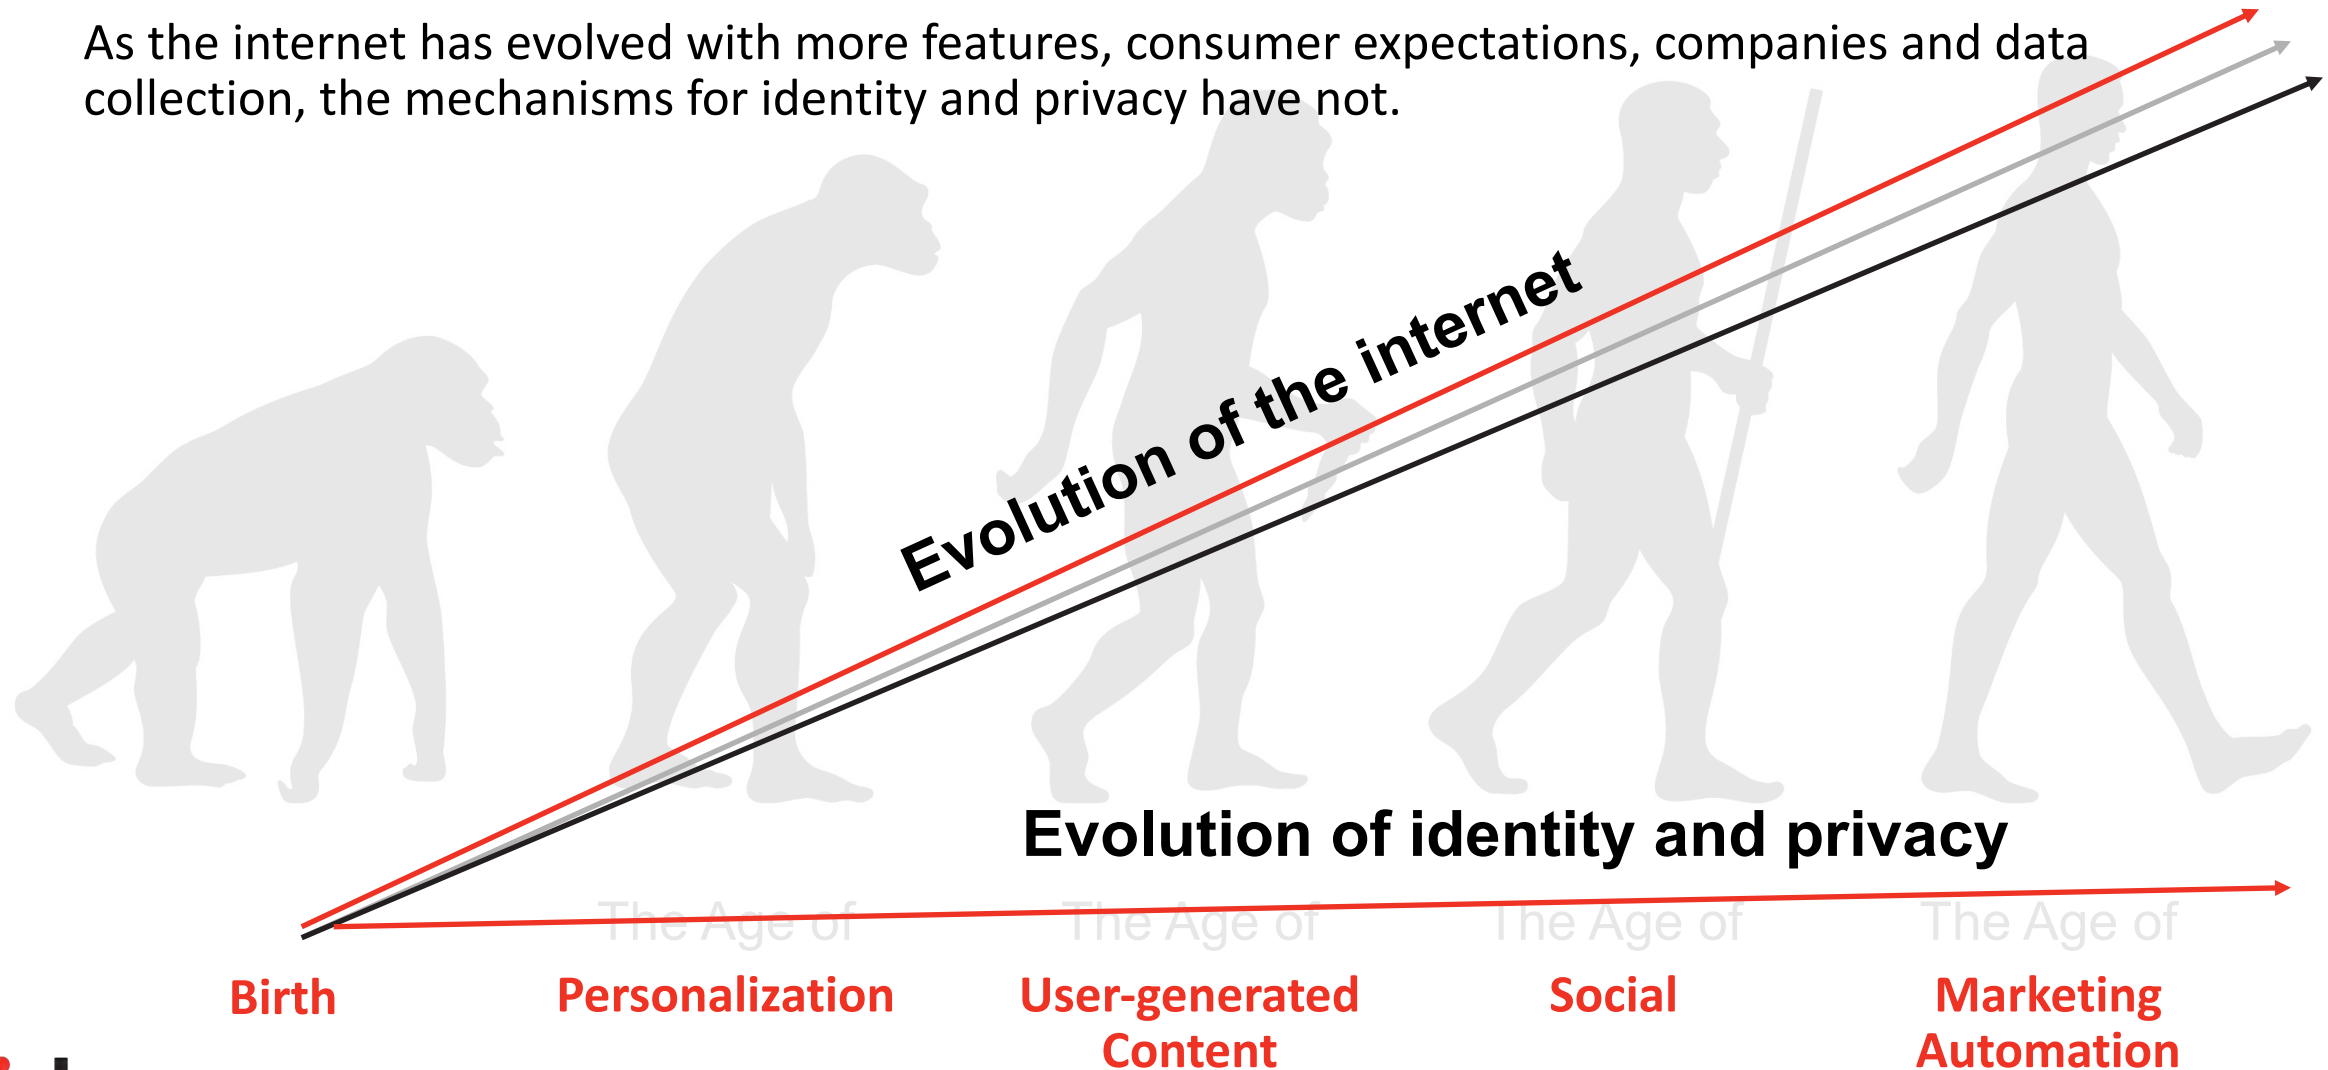 As the internet has evolved with more features, consumer expectations, companies and data
collection, the mechanisms for identity and privacy have not.
Evolution of the internet
Evolution of identity and privacy
The Age of
The Age of
The Age of
The Age of
Birth
Personalization
User-generated
Content
Social
Marketing
Automation